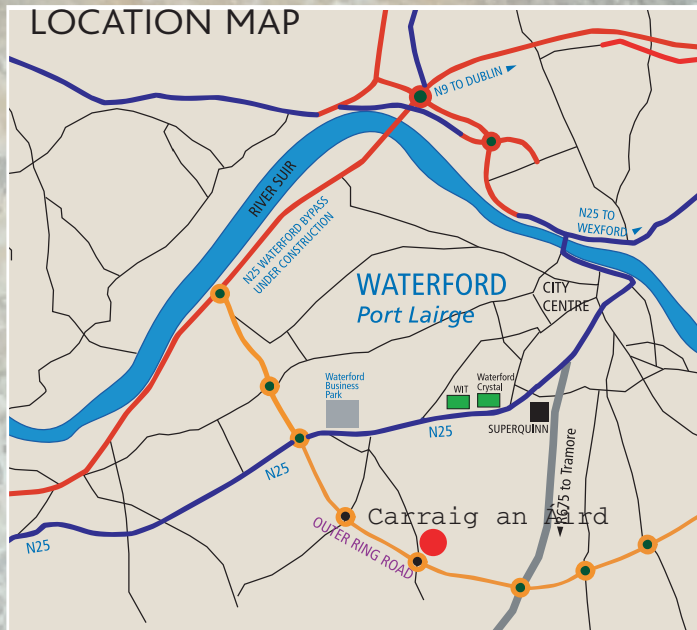 LOCATION MAP
N9 TO DUBLIN
RIVER SUIR
N25 TO
WEXFORD
N25 WATERFORD BYPASS
UNDER CONSTRUCTION
WATERFORD
Port Lairge
CITY
CENTRE
Waterford
Business
Park
WIT
Waterford
Crystal
SUPERQUINN
N25
N25
N25
R675 to Tramore
Carraig an Áird
OUTER RING ROAD